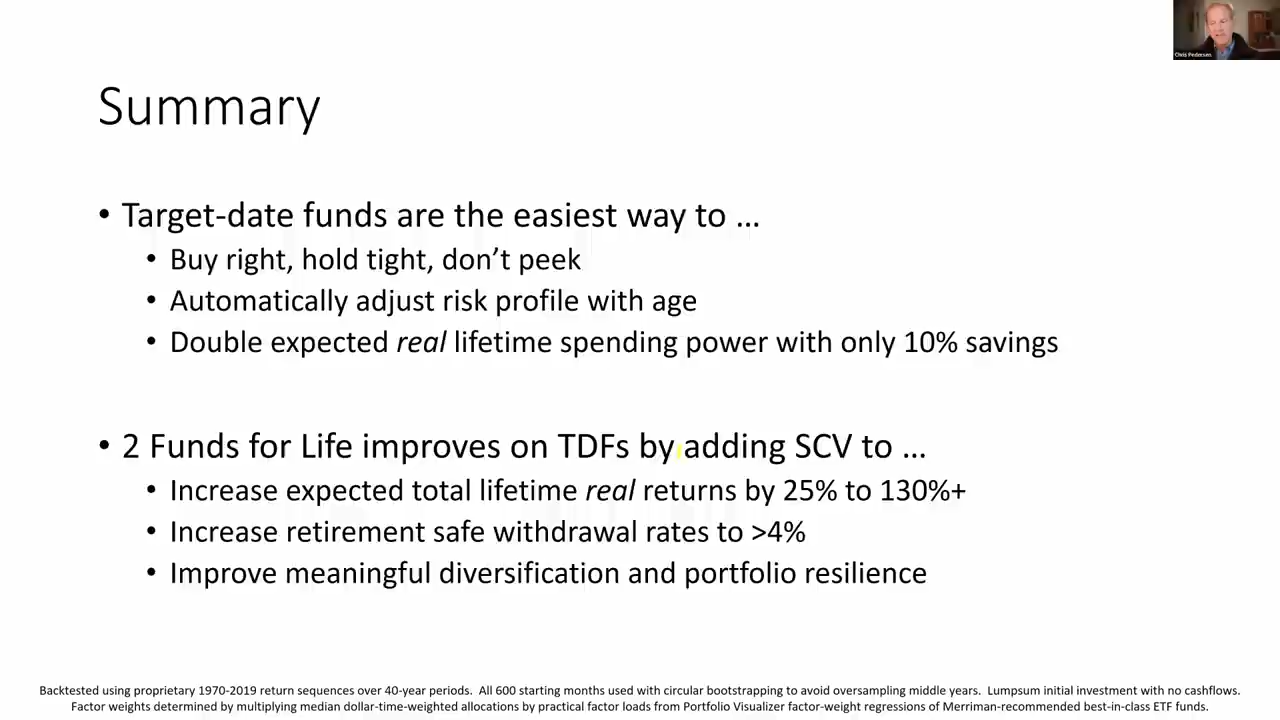 Chris Pedersen
Summary
• Target-date funds are the easiest way to …
• Buy right, hold tight, don’t peek
• Automatically adjust risk profile with age
• Double expected real lifetime spending power with only 10% savings
• 2 Funds for Life improves on TDFs by adding SCV to …
• Increase expected total lifetime real returns by 25% to 130%+
• Increase retirement safe withdrawal rates to >4%
• Improve meaningful diversification and portfolio resilience
Backtested using proprietary 1970-2019 return sequences over 40-year periods.  All 600 starting months used with circular bootstrapping to avoid oversampling middle years.  Lumpsum initial investment with no cashflows.
Factor weights determined by multiplying median dollar-time-weighted allocations by practical factor loads from Portfolio Visualizer factor-weight regressions of Merriman-recommended best-in-class ETF funds.